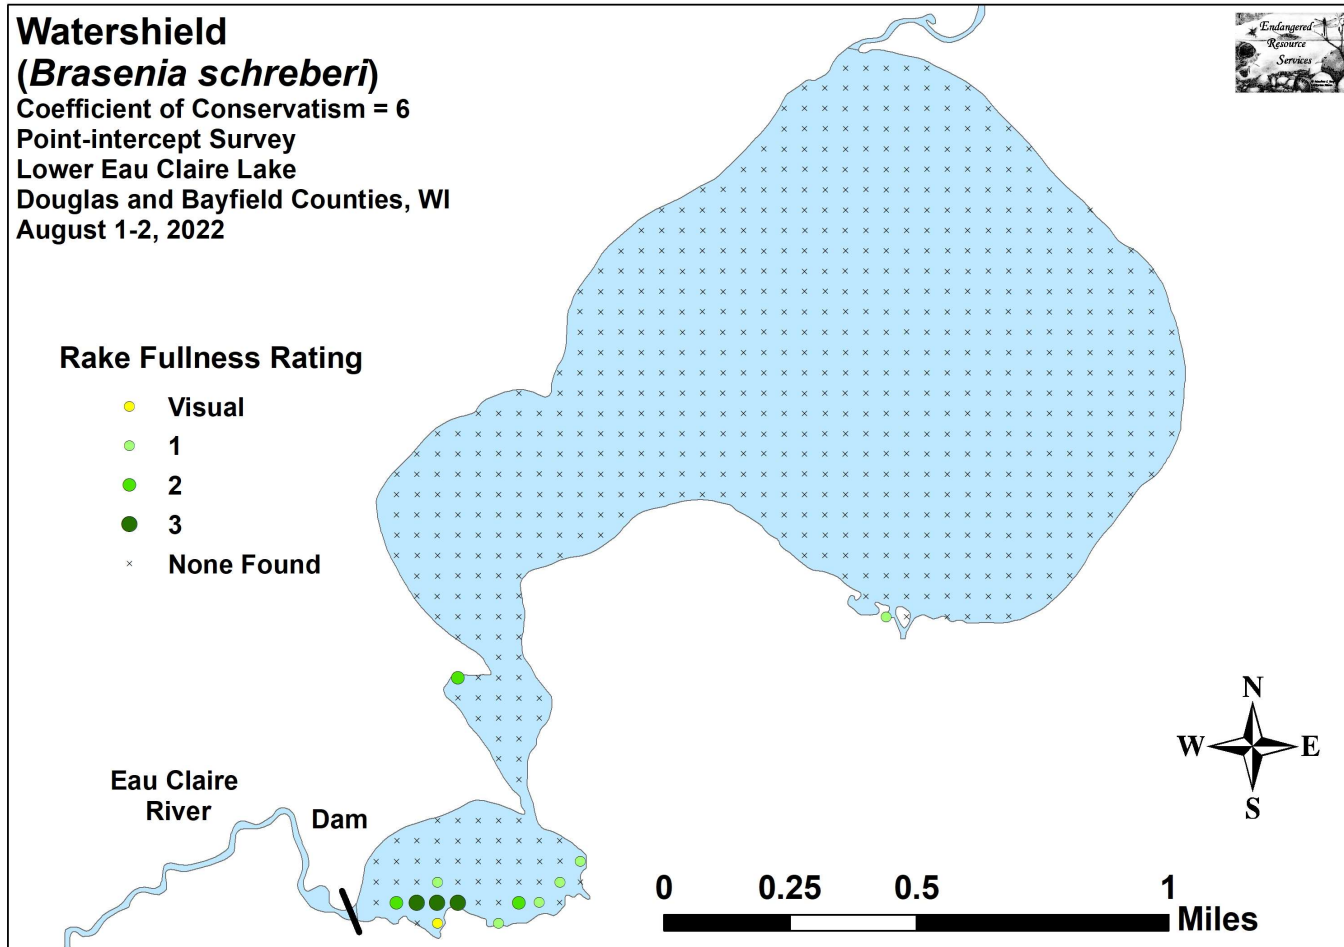 Watershield
(Brasenia schreberi)
Coefficient of Conservatism = 6
Point-intercept Survey
Lower Eau Claire Lake
Douglas and Bayfield Counties, WI
August 1-2, 2022
Endangered
Resource
Services
Rake Fullness Rating
Visual
1
2
3
None Found
N
W E
S
Eau Claire
River
Dam
0 0.25 0.5 1
Miles